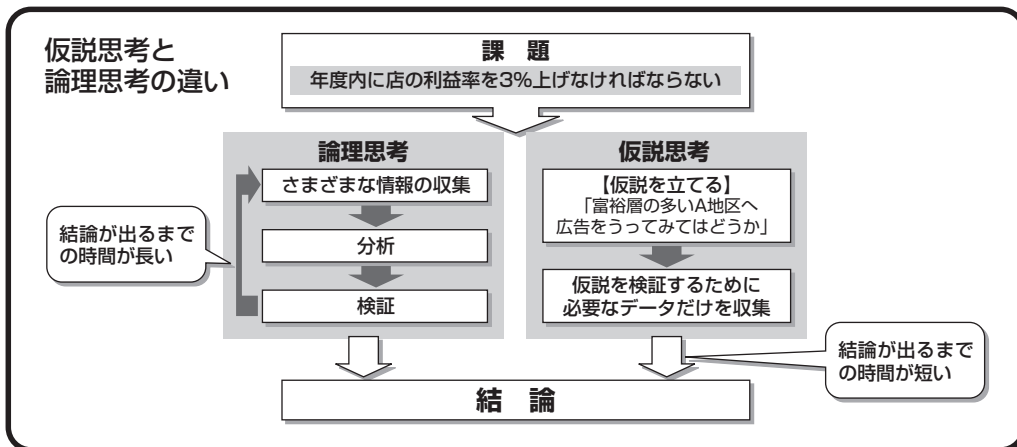 仮説思考と
論理思考の違い
課 題
年度内に店の利益率を3％上げなければならない
論理思考
さまざまな情報の収集
分析
検証
結論が出るまで
の時間が長い
仮説思考
【仮説を立てる】
「富裕層の多いA地区へ
広告をうってみてはどうか」
仮説を検証するために
必要なデータだけを収集
結論が出るまで
の時間が短い
結 論